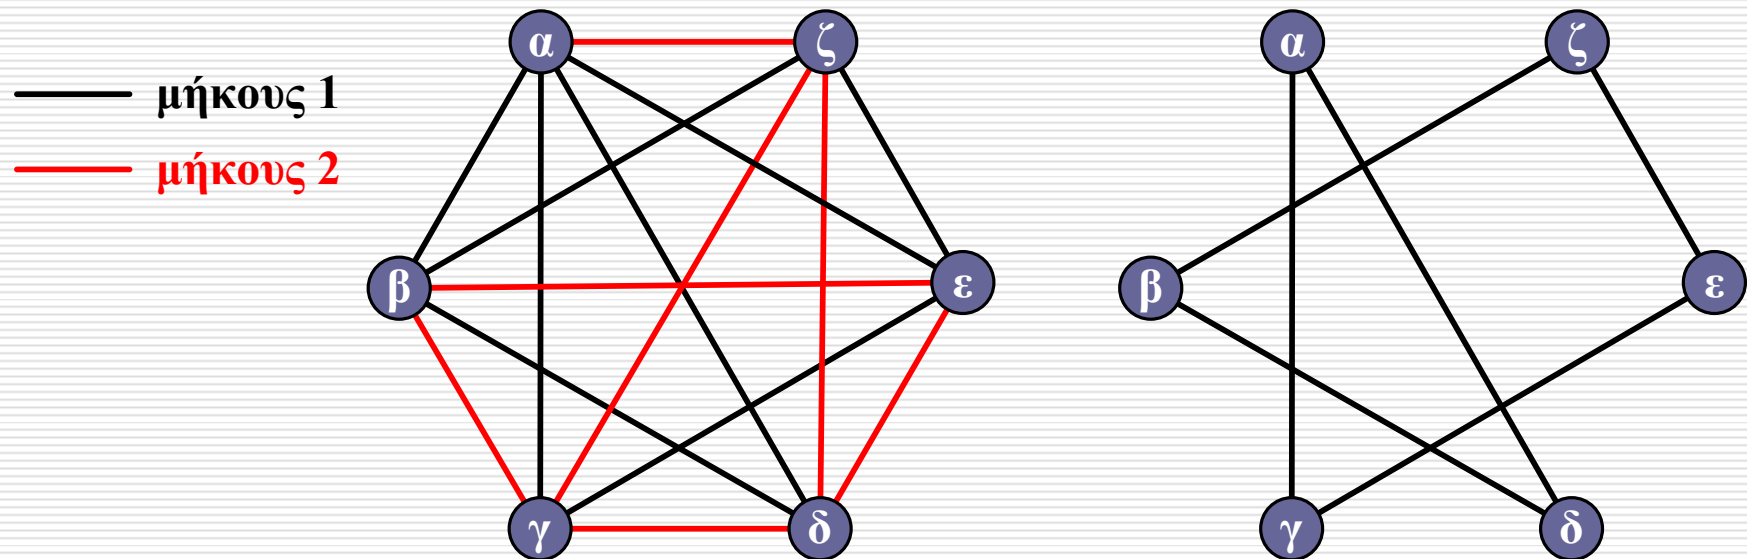 α ζ α ζ
μήκους 1
μήκους 2
β ε β ε
γ δ γ δ